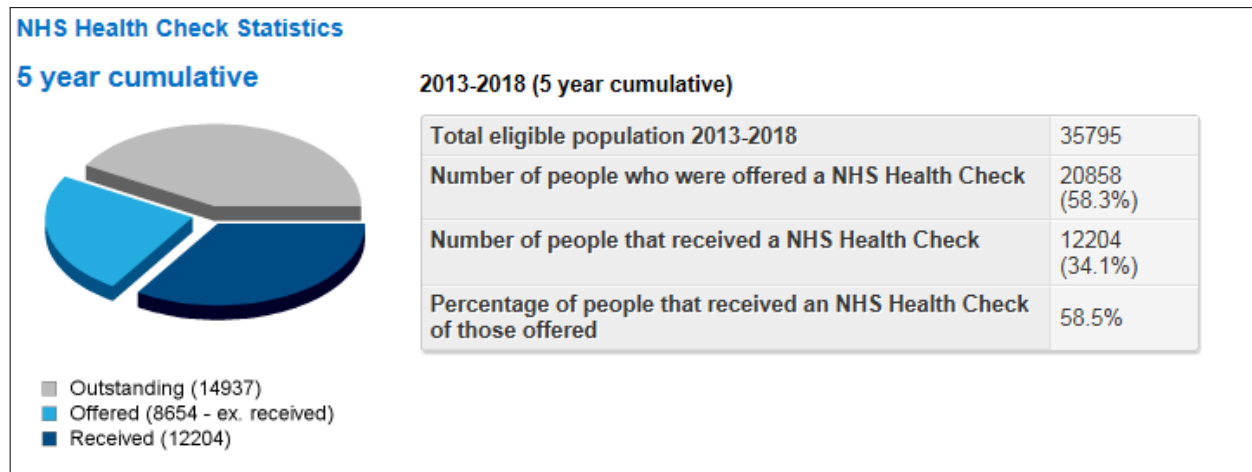 NHS Health Check Statistics
5 year cumulative
2013-2018 (5 year cumulative)
Total eligible population 2013-2018 35795
Number of people who were offered a NHS Health Check 20858
(58.3%)
Number of people that received a NHS Health Check 12204
(34.1%)
Percentage of people that received an NHS Health Check
of those offered 58.5%
Outstanding (14937)
Offered (8654 - ex. received)
Received (12204)